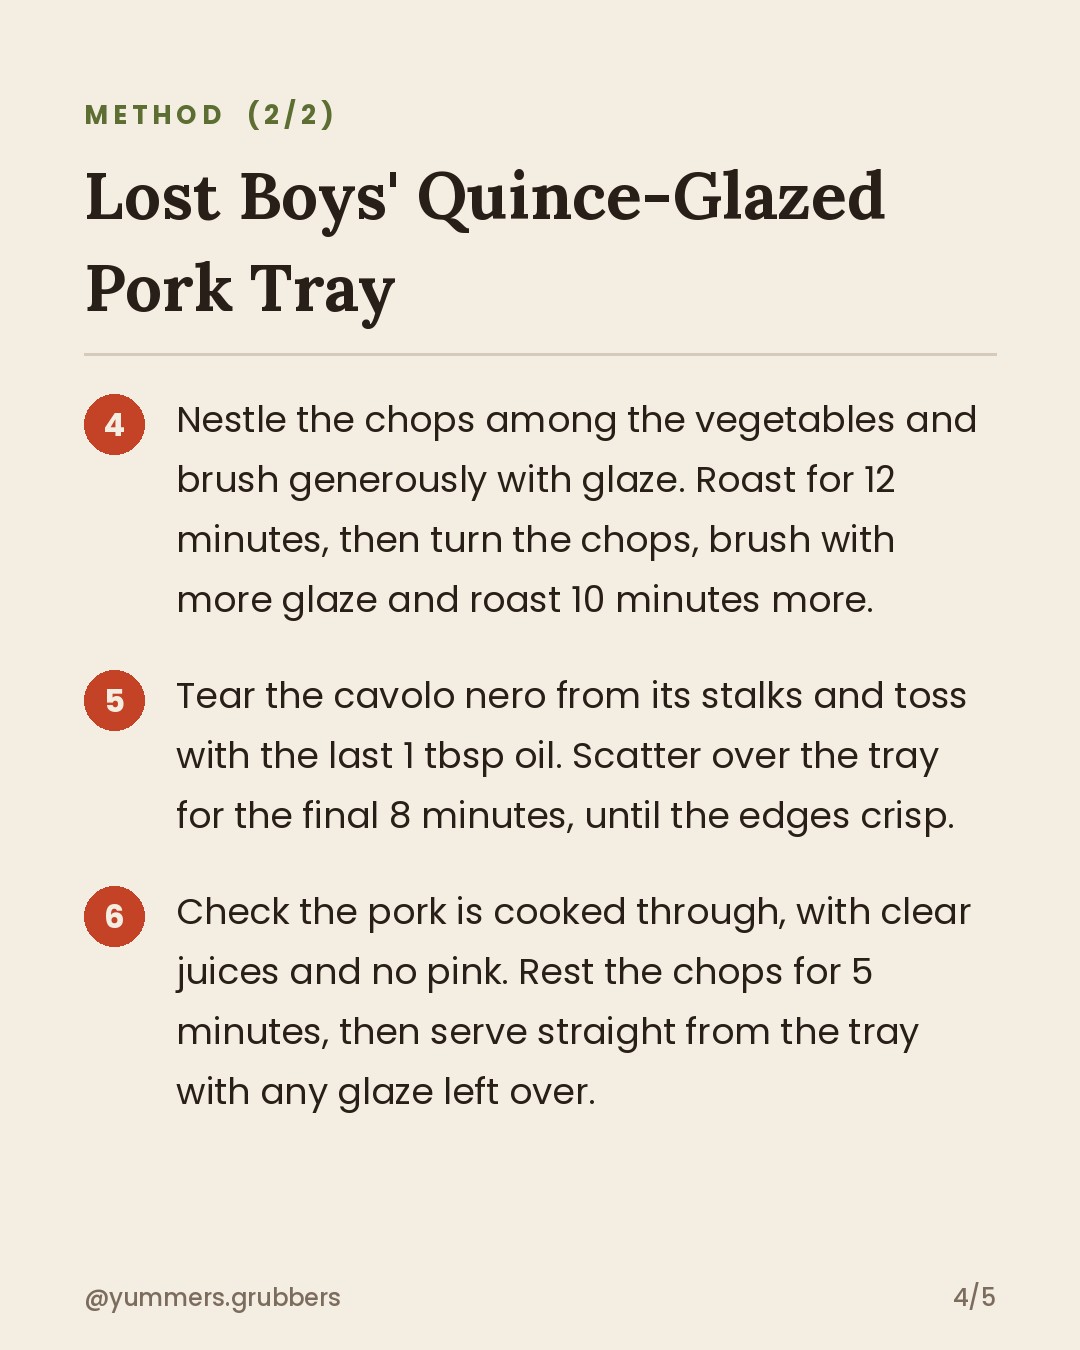 METHOD (2/2)
Lost Boys' Quince-Glazed
Pork Tray
4
Nestle the chops among the vegetables and
brush generously with glaze. Roast for 12
minutes, then turn the chops, brush with
more glaze and roast 10 minutes more.
5
Tear the cavolo nero from its stalks and toss
with the last 1 tbsp oil. Scatter over the tray
for the final 8 minutes, until the edges crisp.
6
Check the pork is cooked through, with clear
juices and no pink. Rest the chops for 5
minutes, then serve straight from the tray
with any glaze left over.
@yummers.grubbers
4/5